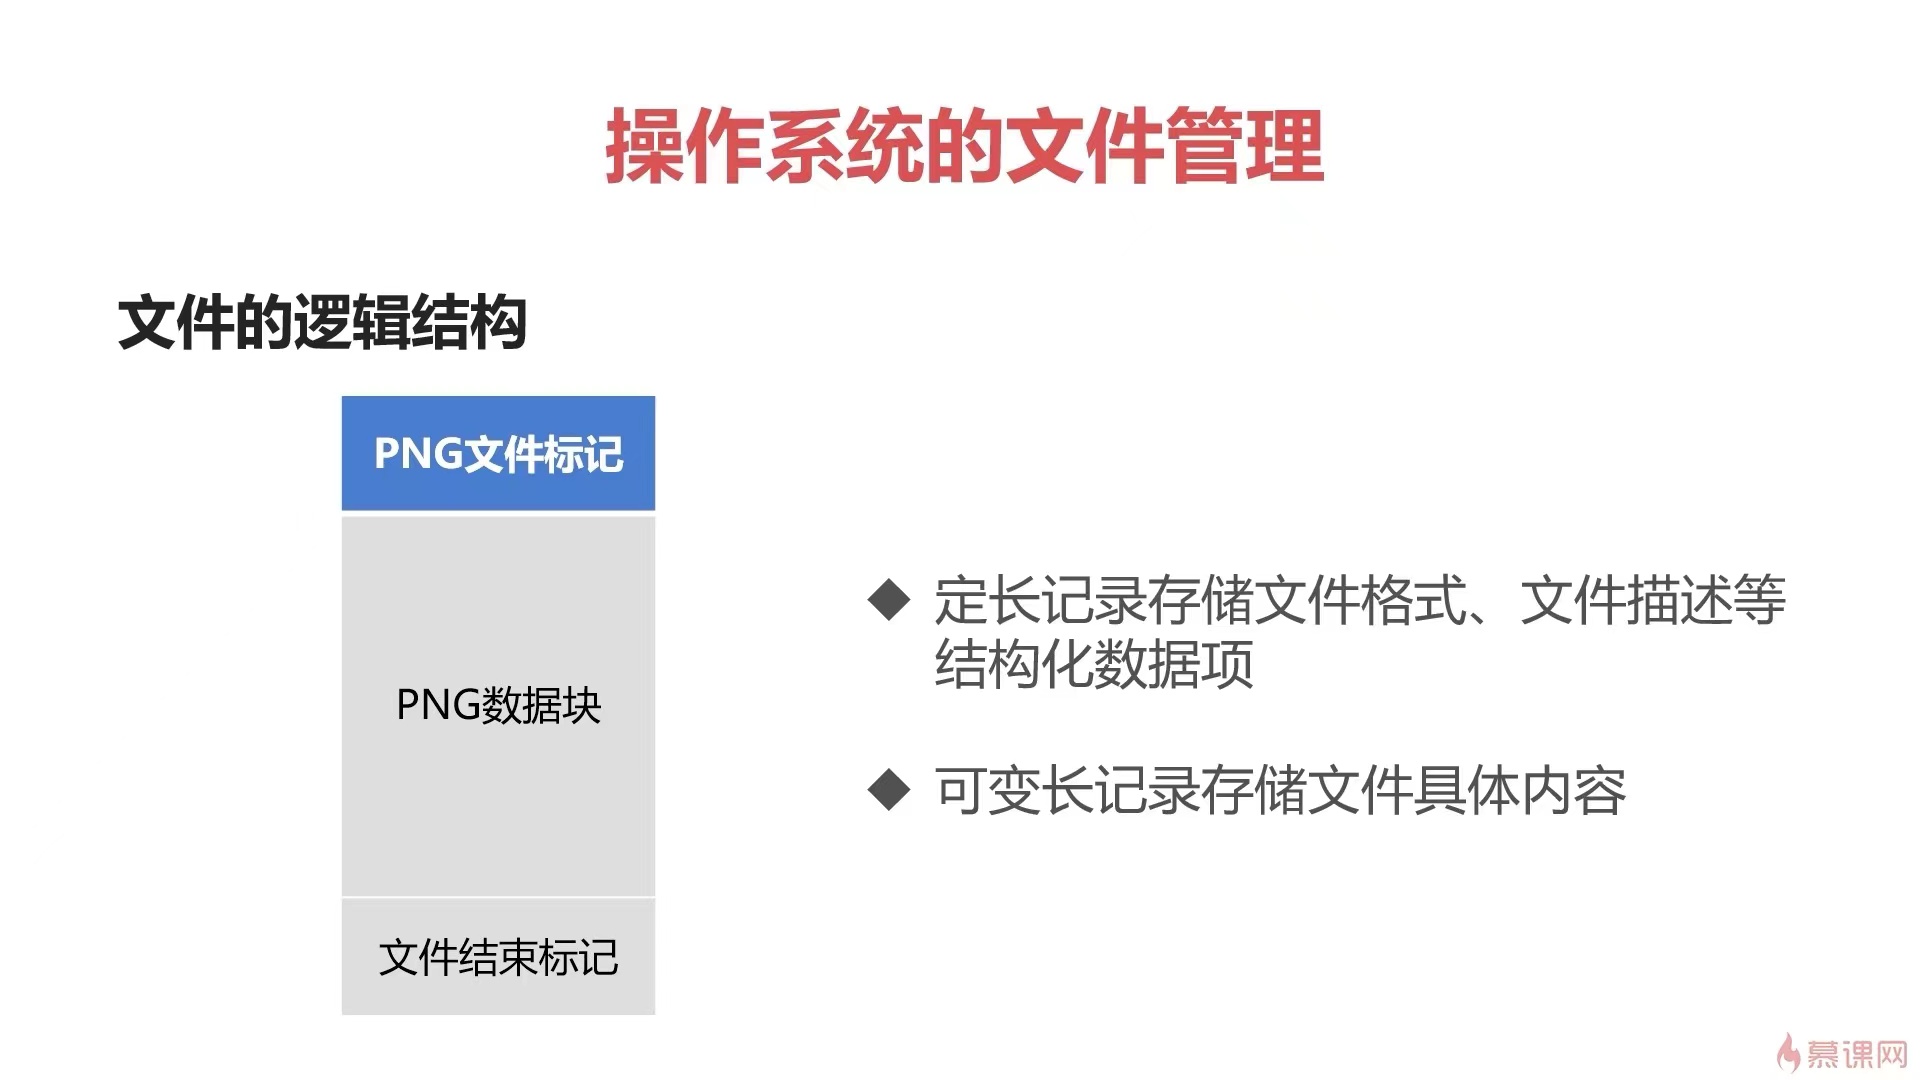 操作系统的文件管理
文件的逻辑结构
PNG文件标记
PNG数据块
文件结束标记
◆ 定长记录存储文件格式、文件描述等
结构化数据项
◆ 可变长记录存储文件具体内容
慕课网